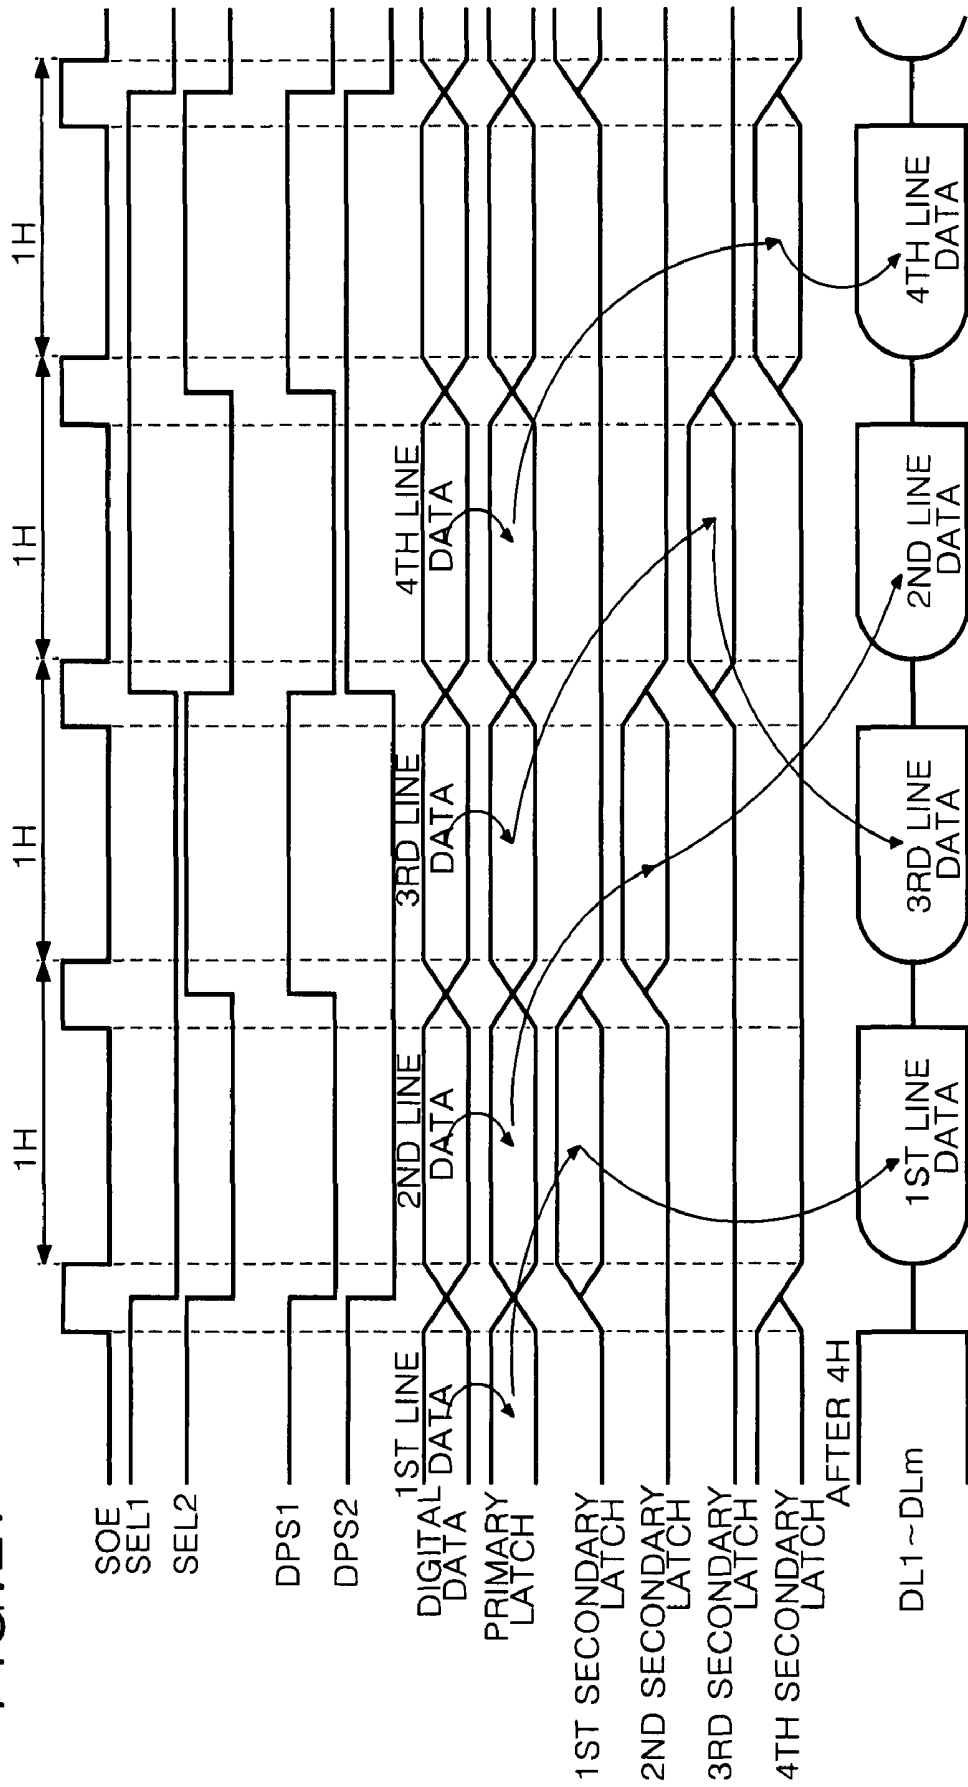 1H
1H
1H
1H
SOE
SEL1
SEL2
DPS1
DPS2
1ST LINE
DATA
2ND LINE
DATA
3RD LINE
DATA
4TH LINE
DATA
DIGITAL
DATA
PRIMARY
LATCH
1ST SECONDARY
LATCH
2ND SECONDARY
LATCH
3RD SECONDARY
LATCH
4TH SECONDARY
LATCH
AFTER 4H
DL1~DLm
1ST LINE
DATA
3RD LINE
DATA
2ND LINE
DATA
4TH LINE
DATA